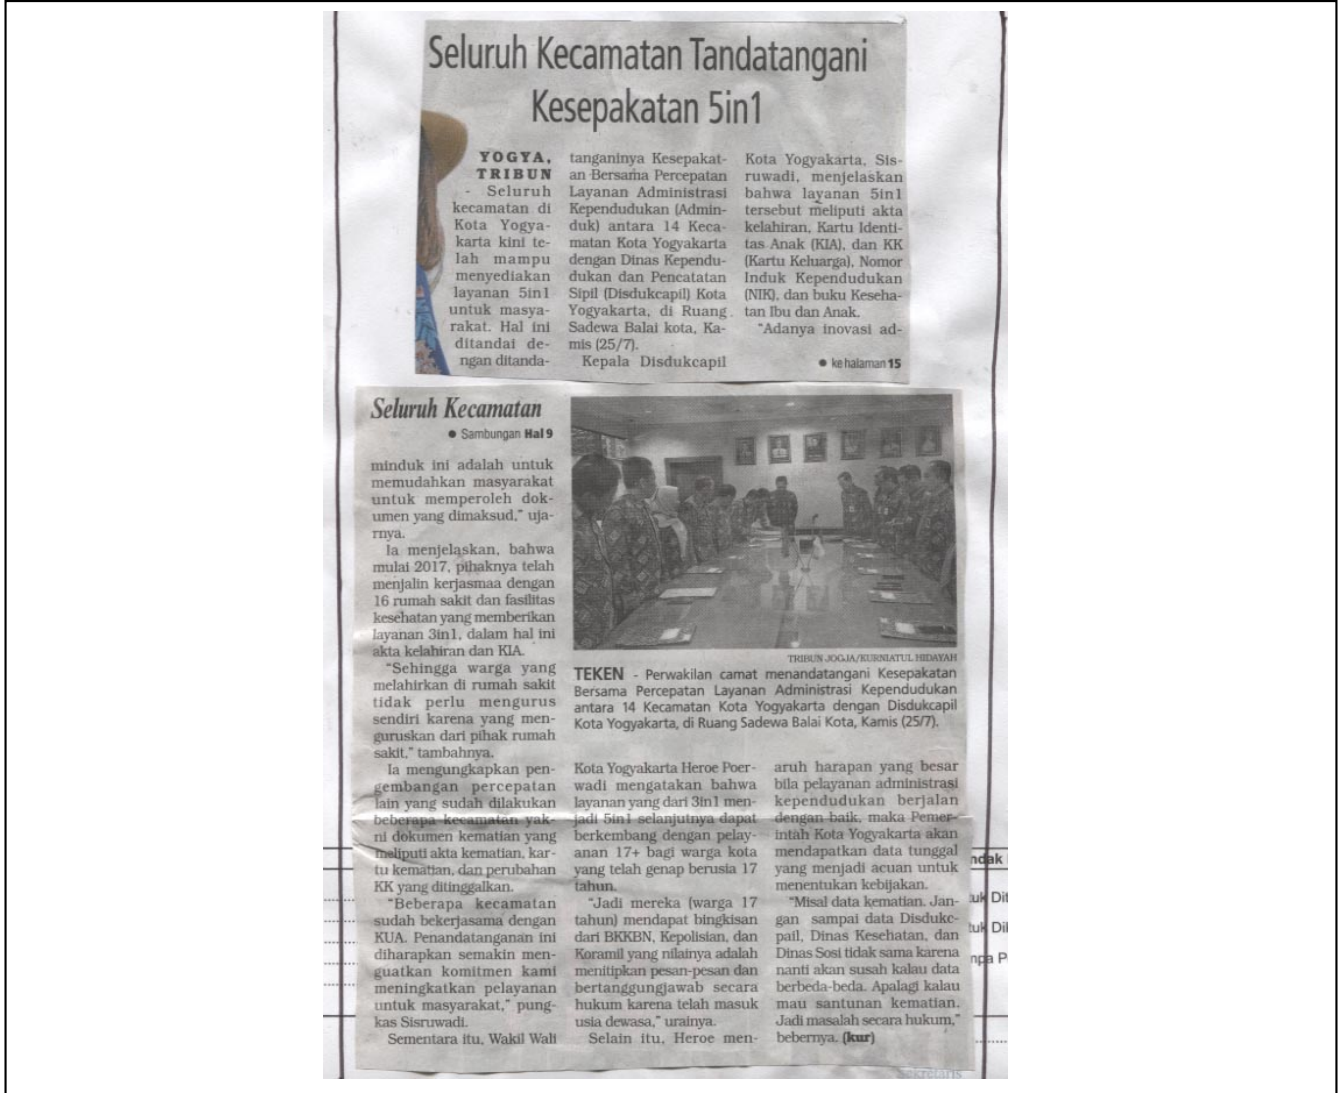 Seluruh Kecamatan Tandatangani
Kesepakatan 5in1
YOGYA,
TRIBUN
- Seluruh
kecamatan di
Kota Yogya-
karta kini te-
lah mampu
menyediakan
layanan 5in1
untuk masya-
rakat. Hal ini
ditandai de-
ngan ditanda-
tanganinya Kesepakat-
an Bersama Percepatan
Layanan Administrasi
Kependudukan (Admin-
duk) antara 14 Keca-
matan Kota Yogyakarta
dengan Dinas Kependu-
dukan dan Pencatatan
Sipil (Disdukcapil) Kota
Yogyakarta, di Ruang
Sadewa Balai kota, Ka-
mis (25/7).
Kepala Disdukcapil
Kota Yogyakarta, Sis-
ruwadi, menjelaskan
bahwa layanan 5in1
tersebut meliputi akta
kelahiran, Kartu Identi-
tas Anak (KIA), dan KK
(Kartu Keluarga), Nomor
Induk Kependudukan
(NIK), dan buku Keseha-
tan Ibu dan Anak.
"Adanya inovasi ad-
● ke halaman 15
Seluruh Kecamatan
● Sambungan Hal 9
minduk ini adalah untuk
memudahkan masyarakat
untuk memperoleh dok-
umen yang dimaksud," uja-
rnya.
Ia menjelaskan, bahwa
mulai 2017, pihaknya telah
menjalin kerjasmaa dengan
16 rumah sakit dan fasilitas
kesehatan yang memberikan
layanan 3in1, dalam hal ini
akta kelahiran dan KIA.
"Sehingga warga yang
melahirkan di rumah sakit
tidak perlu mengurus
sendiri karena yang men-
guruskan dari pihak rumah
sakit," tambahnya.
Ia mengungkapkan pen-
gembangan percepatan
lain yang sudah dilakukan
beberapa kecamatan yak-
ni dokumen kematian yang
meliputi akta kematian, kar-
tu kematian, dan perubahan
KK yang ditinggalkan.
"Beberapa kecamatan
sudah bekerjasama dengan
KUA. Penandatanganan ini
diharapkan semakin men-
guatkan komitmen kami
meningkatkan pelayanan
untuk masyarakat," pung-
kas Sisruwadi.
Sementara itu, Wakil Wali
TRIBUN JOGJA/KURNIATUL HIDAYAH
TEKEN - Perwakilan camat menandatangani Kesepakatan
Bersama Percepatan Layanan Administrasi Kependudukan
antara 14 Kecamatan Kota Yogyakarta dengan Disdukcapil
Kota Yogyakarta, di Ruang Sadewa Balai Kota, Kamis (25/7).
Kota Yogyakarta Heroe Poer-
wadi mengatakan bahwa
layanan yang dari 3in1 men-
jadi 5in1 selanjutnya dapat
berkembang dengan pelay-
anan 17+ bagi warga kota
yang telah genap berusia 17
tahun.
"Jadi mereka (warga 17
tahun) mendapat bingkisan
dari BKKBN, Kepolisian, dan
Koramil yang nilainya adalah
menitipkan pesan-pesan dan
bertanggungjawab secara
hukum karena telah masuk
usia dewasa," urainya.
Selain itu, Heroe men-
aruh harapan yang besar
bila pelayanan administrasi
kependudukan berjalan
dengan baik, maka Pemer-
intah Kota Yogyakarta akan
mendapatkan data tunggal
yang menjadi acuan untuk
menentukan kebijakan.
"Misal data kematian. Jan-
gan sampai data Disdukc-
pail, Dinas Kesehatan, dan
Dinas Sosi tidak sama karena
nanti akan susah kalau data
berbeda-beda. Apalagi kalau
mau santunan kematian.
Jadi masalah secara hukum,"
bebernya. (kur)
ndak
tuk Dit
tuk Dil
npa P